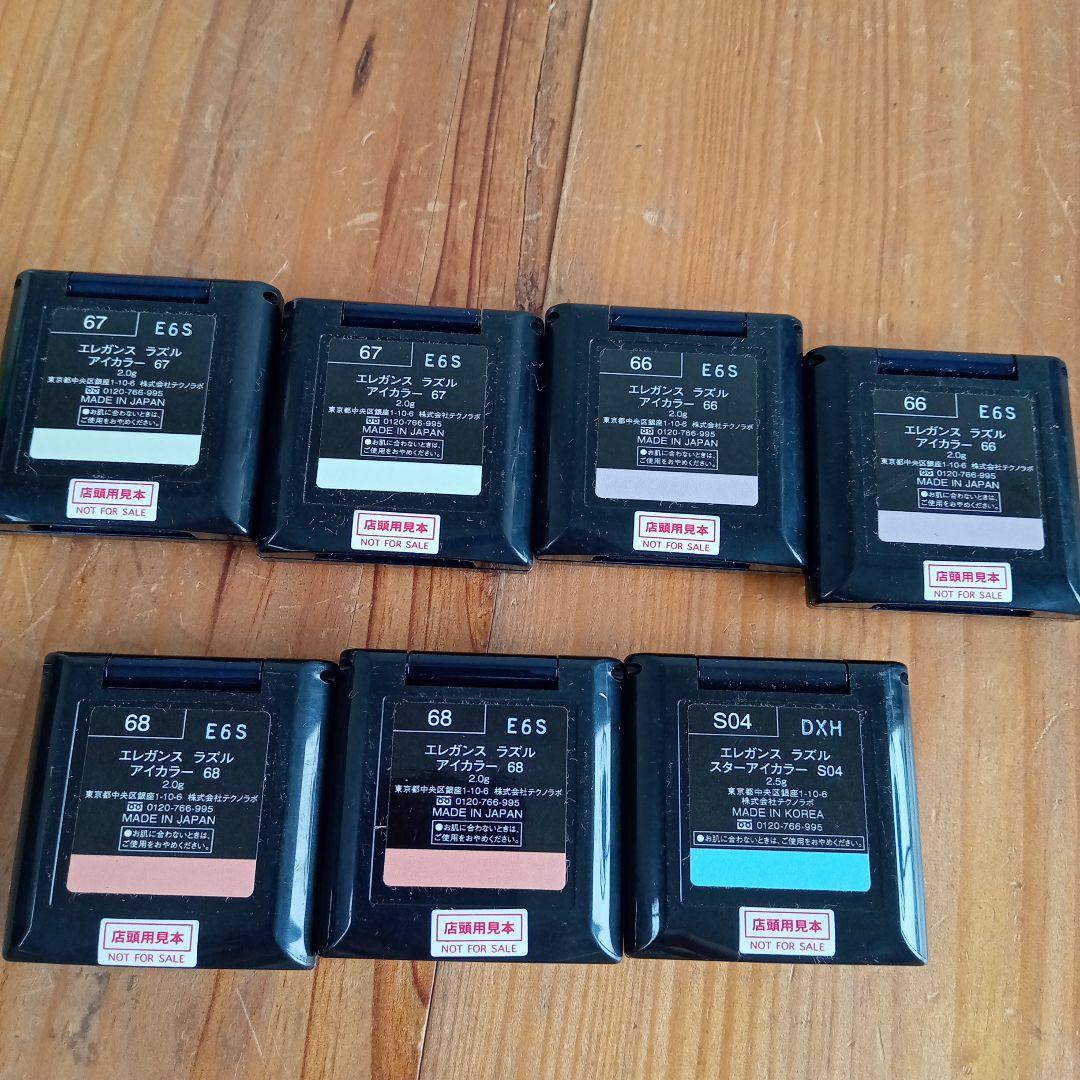 67 E6S
エレガンス ラズル
アイカラー 67
2.0g
東京都中央区銀座1-10-6 株式会社テクノラボ
0120-766-995
MADE IN JAPAN
●お肌に合わないときは、
ご使用をおやめください。
店頭用見本
NOT FOR SALE
67 E6S
エレガンス ラズル
アイカラー 67
2.0g
東京都中央区銀座1-10-6 株式会社テクノラボ
0120-766-995
MADE IN JAPAN
●お肌に合わないときは、
ご使用をおやめください。
店頭用見本
NOT FOR SALE
66 E6S
エレガンス ラズル
アイカラー 66
2.0g
東京都中央区銀座1-10-6 株式会社テクノラボ
0120-766-995
MADE IN JAPAN
●お肌に合わないときは、
ご使用をおやめください。
店頭用見本
NOT FOR SALE
66 E6S
エレガンス ラズル
アイカラー 66
2.0g
東京都中央区銀座1-10-6 株式会社テクノラボ
0120-766-995
MADE IN JAPAN
●お肌に合わないときは、
ご使用をおやめください。
店頭用見本
NOT FOR SALE
68 E6S
エレガンス ラズル
アイカラー 68
2.0g
東京都中央区銀座1-10-6 株式会社テクノラボ
0120-766-995
MADE IN JAPAN
●お肌に合わないときは、
ご使用をおやめください。
店頭用見本
NOT FOR SALE
68 E6S
エレガンス ラズル
アイカラー 68
2.0g
東京都中央区銀座1-10-6 株式会社テクノラボ
0120-766-995
MADE IN JAPAN
●お肌に合わないときは、
ご使用をおやめください。
店頭用見本
NOT FOR SALE
S04 DXH
エレガンス ラズル
スターアイカラー S04
2.5g
東京都中央区銀座1-10-6
株式会社テクノラボ
MADE IN KOREA
0120-766-995
●お肌に合わないときは、ご使用をおやめください。
店頭用見本
NOT FOR SALE